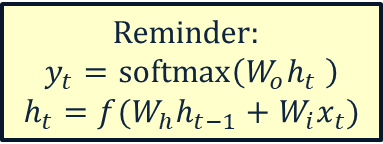 Reminder:
yₜ = softmax(Wₒhₜ )
hₜ = f(Wₕhₜ₋₁ + Wᵢxₜ)